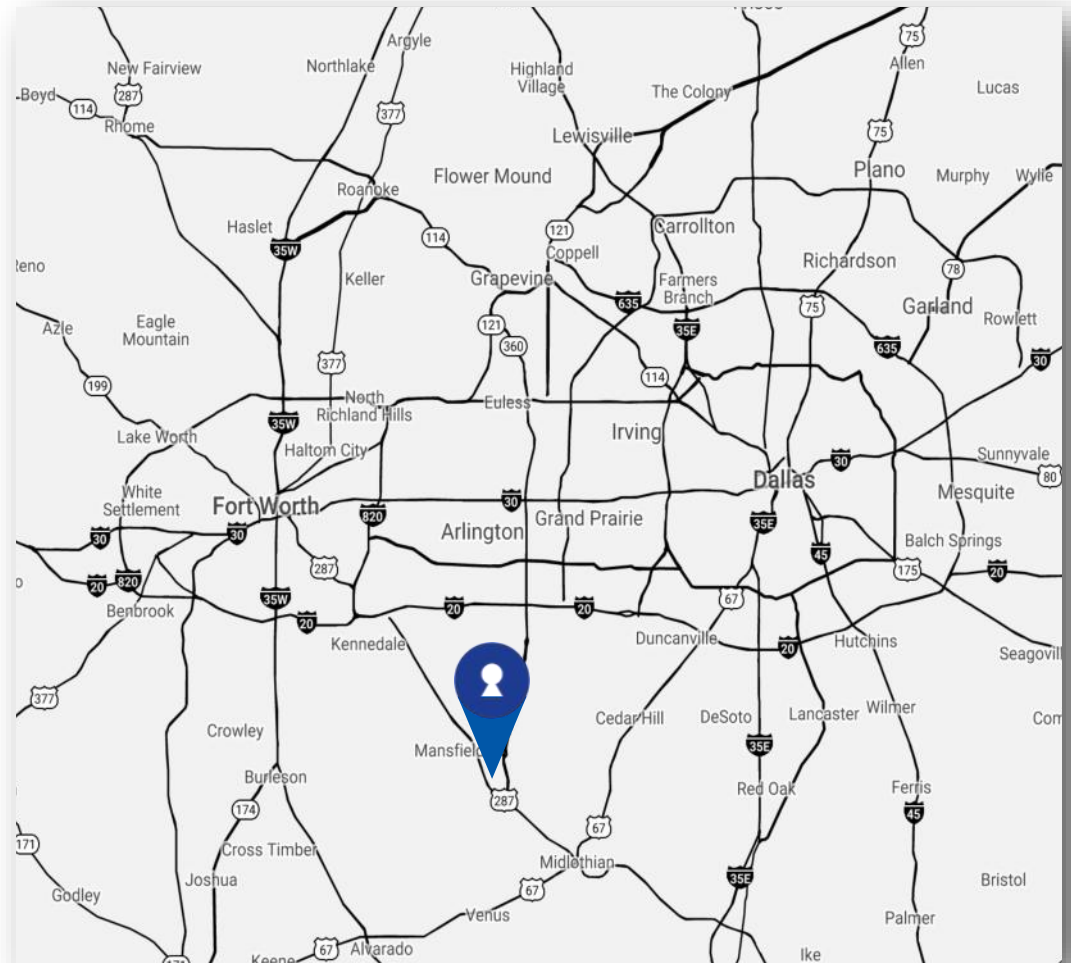 Argyle
75
New Fairview
Northlake
Highland
Village
Allen
Boyd
287
The Colony
Lucas
114
377
Rhome
Lewisville
75
Plano
Flower Mound
Murphy
Wylie
Roanoke
Haslet
121
Carrollton
114
35W
Coppell
Richardson
Keller
Grapevine
Farmers
Branch
78
635
75
Garland
Eagle
Mountain
Azle
121
35E
Rowlett
360
635
377
30
114
199
North
Richland Hills
Euless
35W
Irving
Lake Worth
Haltom City
30
Sunnyvale
80
Dallas
White
Settlement
Fort Worth
30
Mesquite
820
Grand Prairie
35E
Arlington
30
30
45
Balch Springs
287
175
20
820
20
35W
67
Benbrook
20
20
20
Kennedale
Duncanville
20
Hutchins
377
Cedar Hill
DeSoto
Lancaster
Wilmer
Crowley
35E
Mansfield
Burleson
287
Red Oak
Ferris
174
45
67
171
Cross Timber
Midlothian
35E
Joshua
67
Bristol
Godley
Venus
Palmer
67
Alvarado
Ike
Keene
171